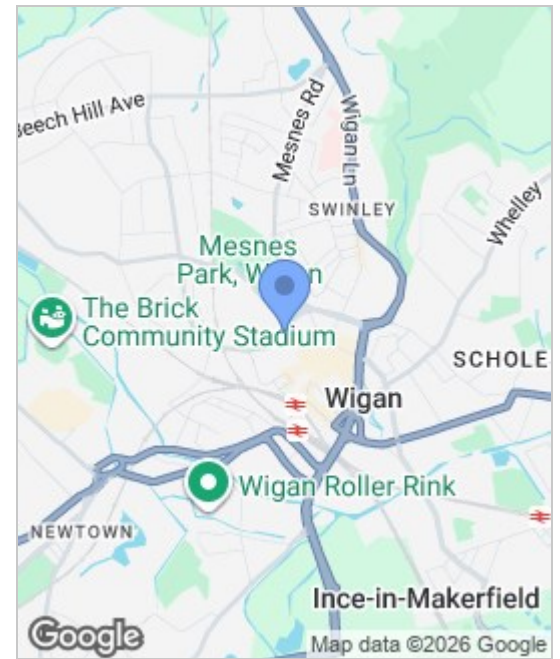 Beech Hill Ave
Mesnes Rd
Wigan Ln
SWINLEY
Whelley
Mesnes
Park, W n
The Brick
Community Stadium
SCHOLE
Wigan
Wigan Roller Rink
NEWTOWN
Ince-in-Makerfield
Google
Map data ©2026 Google